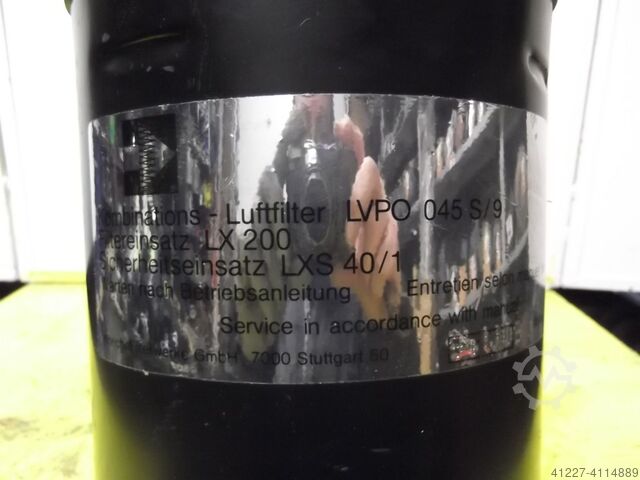 Kombinations - Luftfilter LVPO 045 S/9
Filtereinsatz LX 200
Sicherheitseinsatz LXS 40/1
Warten nach Betriebsanleitung Entretien selon
Service in accordance with
GmbH 7000 Stuttgart 50
41227-4114889